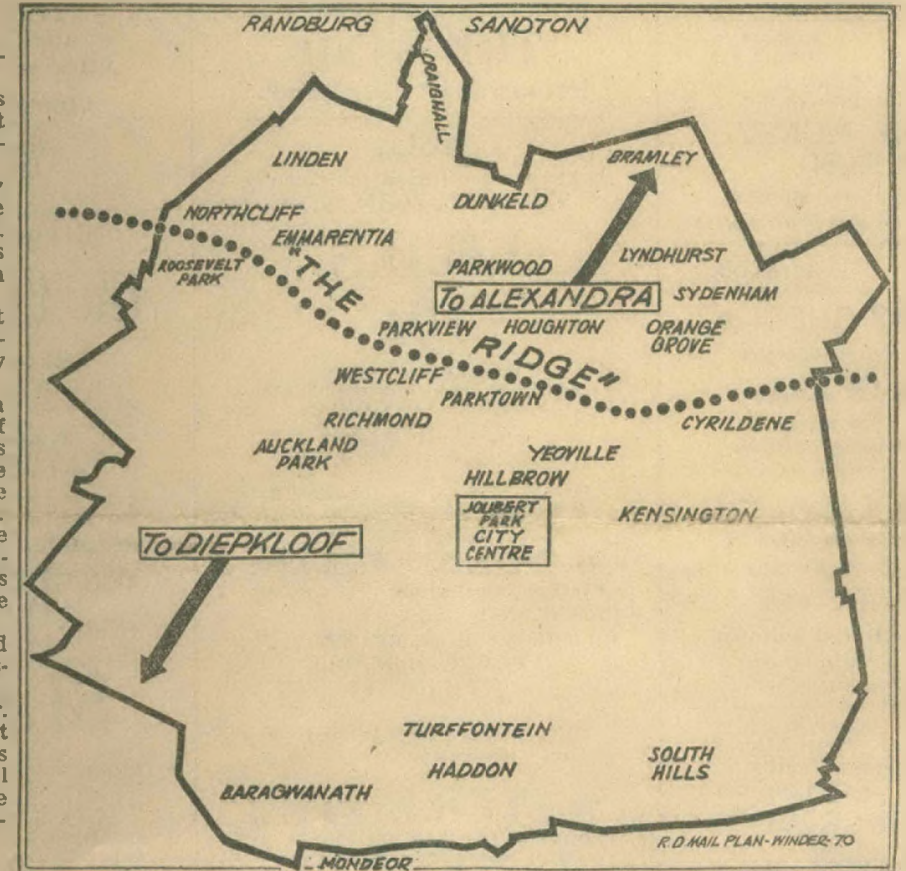 RANDBURG SANDTON
CRAIGHALL
LINDEN
BRAMLEY
DUNKELD
NORTHCLIFF
EMMARENTIA
LYNDHURST
ROOSEVELT
PARK
"THE
RIDGE"
PARKWOOD
To ALEXANDRA
SYDENHAM
PARKVIEW
HOUGHTON
ORANGE
GROVE
WESTCLIFF
PARKTOWN
RICHMOND
CYRILDENE
AUCKLAND
PARK
YEOVILLE
HILLBROW
JOUBERT
PARK
CITY
CENTRE
KENSINGTON
To DIEPKLOOF
TURFFONTEIN
HADDON
SOUTH
HILLS
BARAGWANATH
R D MAIL PLAN-WINDER-70
MONDEOR